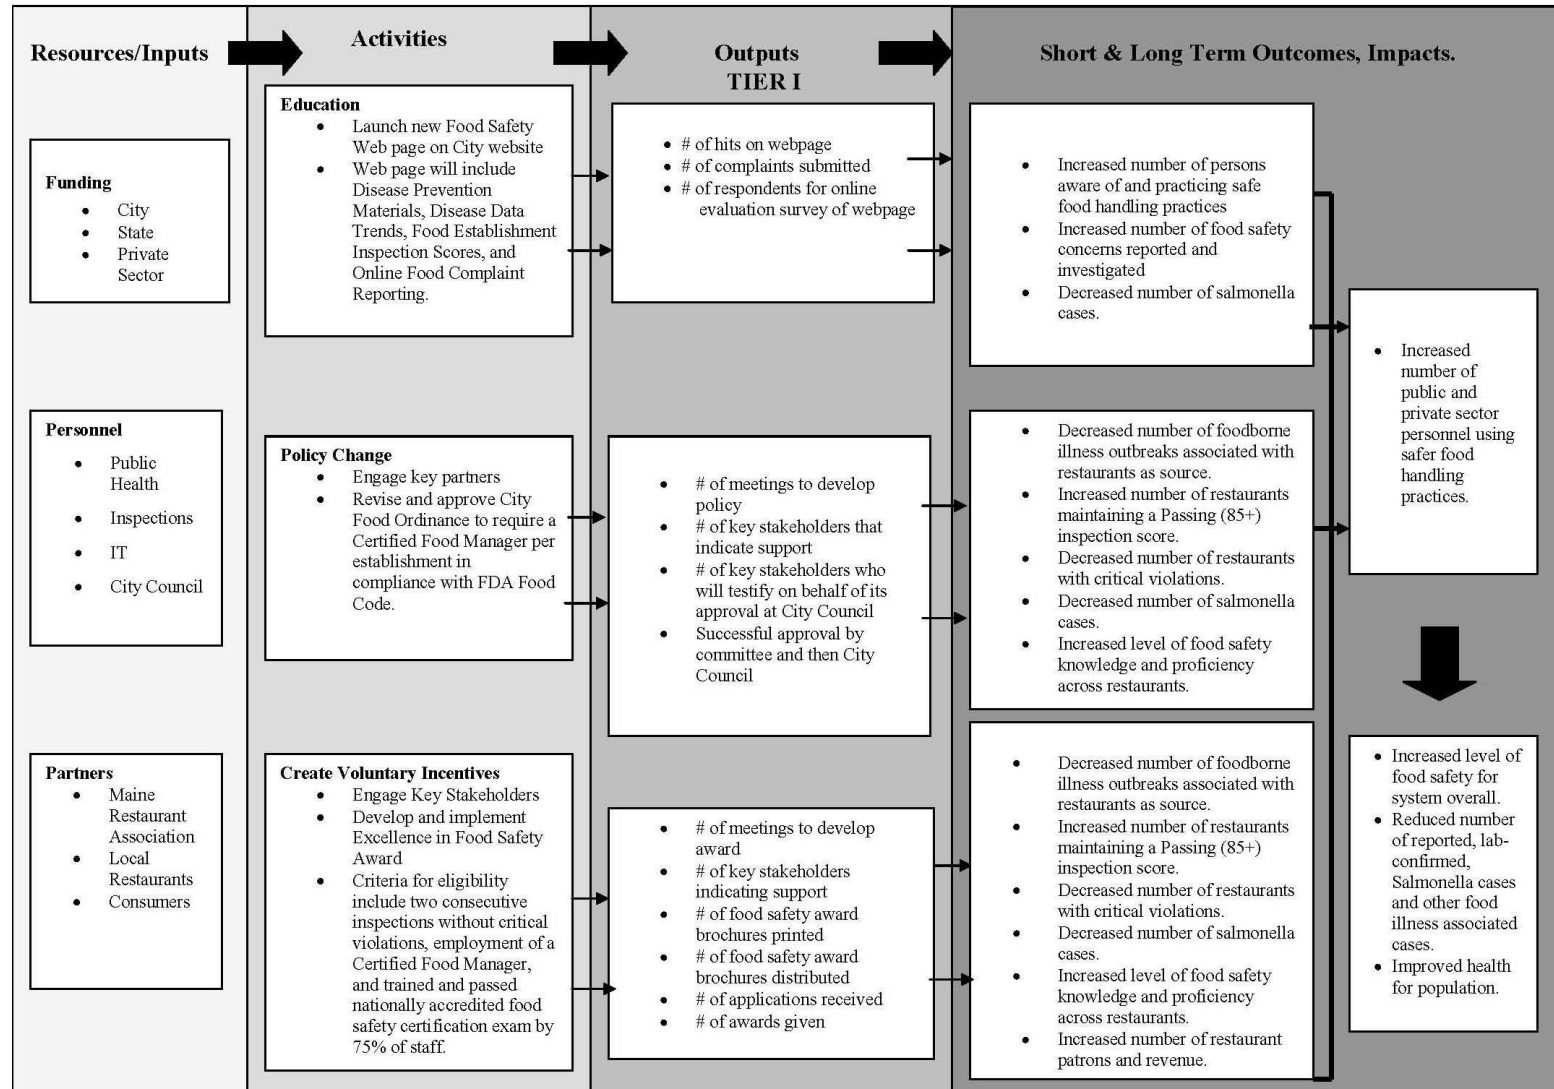 Resources/Inputs
Activities
Outputs
TIER I
Short & Long Term Outcomes, Impacts.
Funding
• City
• State
• Private
Sector
Personnel
• Public
Health
• Inspections
• IT
• City Council
Partners
• Maine
Restaurant
Association
• Local
Restaurants
• Consumers
Education
• Launch new Food Safety
Web page on City website
• Web page will include
Disease Prevention
Materials, Disease Data
Trends, Food Establishment
Inspection Scores, and
Online Food Complaint
Reporting.
Policy Change
• Engage key partners
• Revise and approve City
Food Ordinance to require a
Certified Food Manager per
establishment in
compliance with FDA Food
Code.
Create Voluntary Incentives
• Engage Key Stakeholders
• Develop and implement
Excellence in Food Safety
Award
• Criteria for eligibility
include two consecutive
inspections without critical
violations, employment of a
Certified Food Manager,
and trained and passed
nationally accredited food
safety certification exam by
75% of staff.
• # of hits on webpage
• # of complaints submitted
• # of respondents for online
evaluation survey of webpage
• # of meetings to develop
policy
• # of key stakeholders that
indicate support
• # of key stakeholders who
will testify on behalf of its
approval at City Council
• Successful approval by
committee and then City
Council
• # of meetings to develop
award
• # of key stakeholders
indicating support
• # of food safety award
brochures printed
• # of food safety award
brochures distributed
• # of applications received
• # of awards given
• Increased number of persons
aware of and practicing safe
food handling practices
• Increased number of food safety
concerns reported and
investigated
• Decreased number of salmonella
cases.
• Decreased number of foodborne
illness outbreaks associated with
restaurants as source.
• Increased number of restaurants
maintaining a Passing (85+)
inspection score.
• Decreased number of restaurants
with critical violations.
• Decreased number of salmonella
cases.
• Increased level of food safety
knowledge and proficiency
across restaurants.
• Decreased number of foodborne
illness outbreaks associated with
restaurants as source.
• Increased number of restaurants
maintaining a Passing (85+)
inspection score.
• Decreased number of restaurants
with critical violations.
• Decreased number of salmonella
cases.
• Increased level of food safety
knowledge and proficiency
across restaurants.
• Increased number of restaurant
patrons and revenue.
• Increased
number of
public and
private sector
personnel using
safer food
handling
practices.
• Increased level of
food safety for
system overall.
• Reduced number
of reported, lab-
confirmed,
Salmonella cases
and other food
illness associated
cases.
• Improved health
for population.